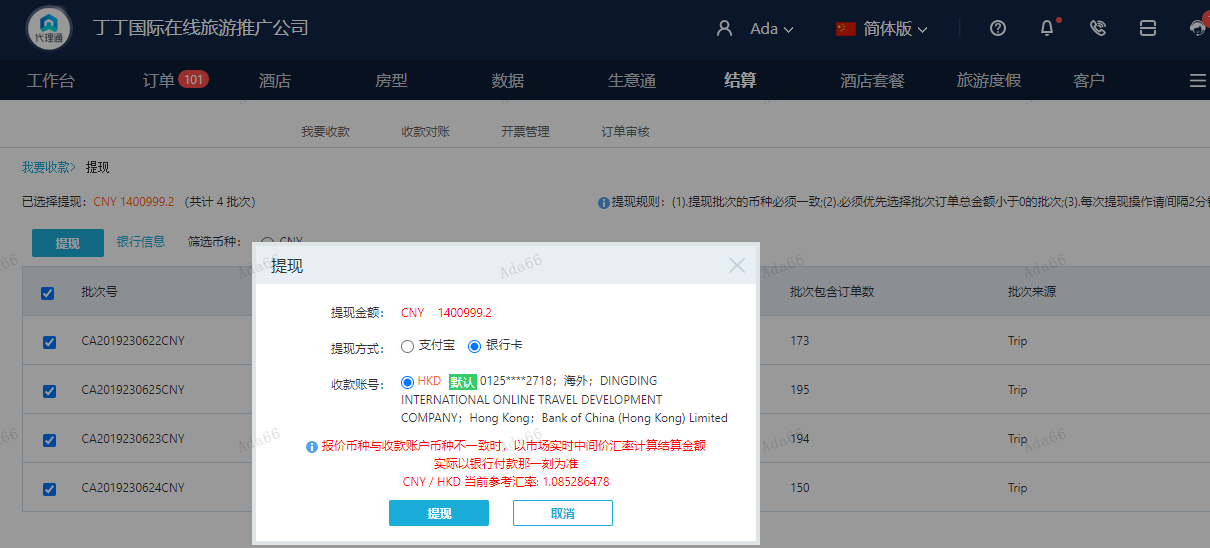 代理通
丁丁国际在线旅游推广公司
Ada
简体版
工作台
订单 101
酒店
房型
数据
生意通
结算
酒店套餐
旅游度假
客户
我要收款
收款对账
开票管理
订单审核
我要收款> 提现
已选择提现：CNY 1400999.2 （共计 4 批次）
提现规则：(1).提现批次的币种必须一致;(2).必须优先选择批次订单总金额小于0的批次;(3).每次提现操作请间隔2分
提现
银行信息
筛选币种：
CNY
批次号
批次包含订单数
批次来源
CA2019230622CNY
173
Trip
CA2019230625CNY
195
Trip
CA2019230623CNY
194
Trip
CA2019230624CNY
150
Trip
提现
提现金额： CNY 1400999.2
提现方式： 支付宝 银行卡
收款账号： HKD 默认 0125****2718；海外；DINGDING
INTERNATIONAL ONLINE TRAVEL DEVELOPMENT
COMPANY；Hong Kong；Bank of China (Hong Kong) Limited
报价币种与收款账户币种不一致时，以市场实时中间价汇率计算结算金额
实际以银行付款那一刻为准
CNY / HKD 当前参考汇率: 1.085286478
提现
取消
Ada66
Ada66
Ada66
Ada66
Ada66
Ada66